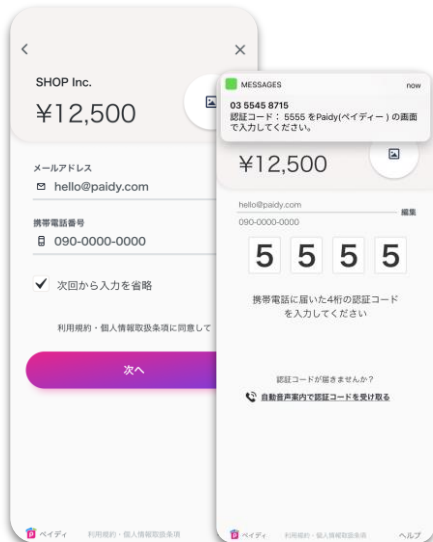 SHOP Inc.
¥12,500
メールアドレス
hello@paidy.com
携帯電話番号
090-0000-0000
次回から入力を省略
利用規約・個人情報取扱条項に同意して
次へ
ペイディ 利用規約・個人情報取扱条項
MESSAGES now
03 5545 8715
認証コード： 5555 をPaidy(ペイディー ) の画面
で入力してください。
¥12,500
hello@paidy.com
編集
090-0000-0000
5 5 5 5
携帯電話に届いた4桁の認証コード
を入力してください
認証コードが届きませんか？
自動音声案内で認証コードを受け取る
ペイディ 利用規約・個人情報取扱条項 ヘルプ